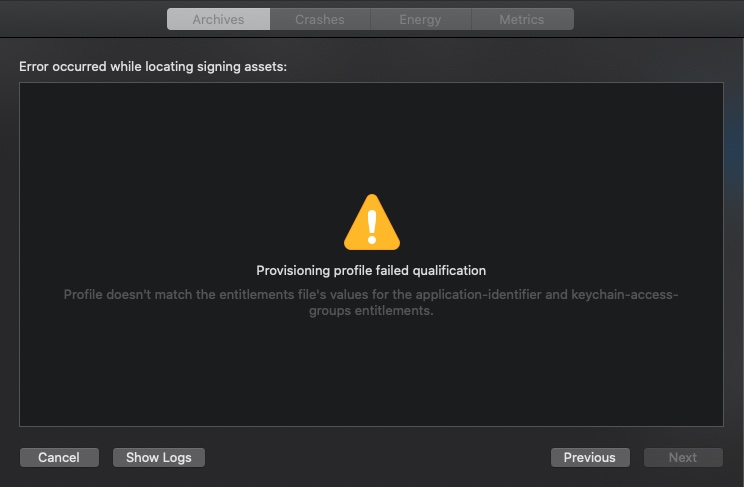 Archives Crashes Energy Metrics
Error occurred while locating signing assets:
Provisioning profile failed qualification
Profile doesn't match the entitlements file's values for the application-identifier and keychain-access-
groups entitlements.
Cancel Show Logs Previous Next